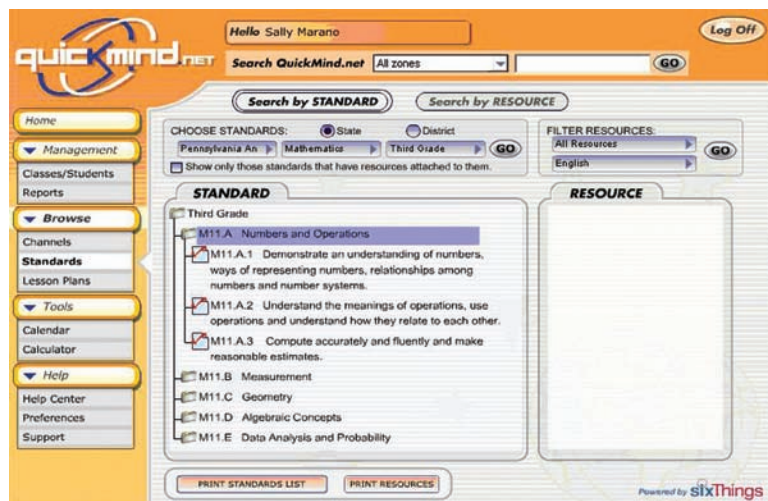 quickmind.net
Hello Sally Marano
Log Off
Search QuickMind.net All zones GO
Search by STANDARD Search by RESOURCE
Home
Management
Classes/Students
Reports
Browse
Channels
Standards
Lesson Plans
Tools
Calendar
Calculator
Help
Help Center
Preferences
Support
CHOOSE STANDARDS: State District
Pennsylvania An Mathematics Third Grade GO
Show only those standards that have resources attached to them.
FILTER RESOURCES:
All Resources
English
GO
STANDARD
Third Grade
M11.A Numbers and Operations
M11.A.1 Demonstrate an understanding of numbers,
ways of representing numbers, relationships among
numbers and number systems.
M11.A.2 Understand the meanings of operations, use
operations and understand how they relate to each other.
M11.A.3 Compute accurately and fluently and make
reasonable estimates.
M11.B Measurement
M11.C Geometry
M11.D Algebraic Concepts
M11.E Data Analysis and Probability
RESOURCE
PRINT STANDARDS LIST PRINT RESOURCES
Powered by sixThings